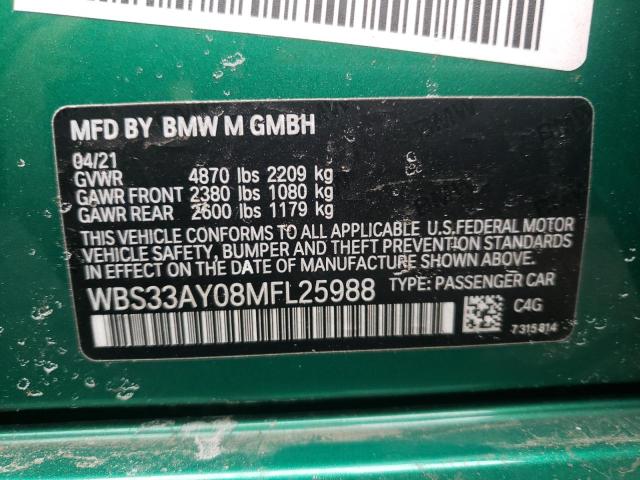 MFD BY BMW M GMBH
04/21
GVWR 4870 lbs 2209 kg
GAWR FRONT 2380 lbs 1080 kg
GAWR REAR 2600 lbs 1179 kg
THIS VEHICLE CONFORMS TO ALL APPLICABLE U.S.FEDERAL MOTOR
VEHICLE SAFETY, BUMPER AND THEFT PREVENTION STANDARDS
IN EFFECT ON THE DATE OF MANUFACTURE SHOWN ABOVE.
WBS33AY08MFL25988 TYPE: PASSENGER CAR
C4G
7315814